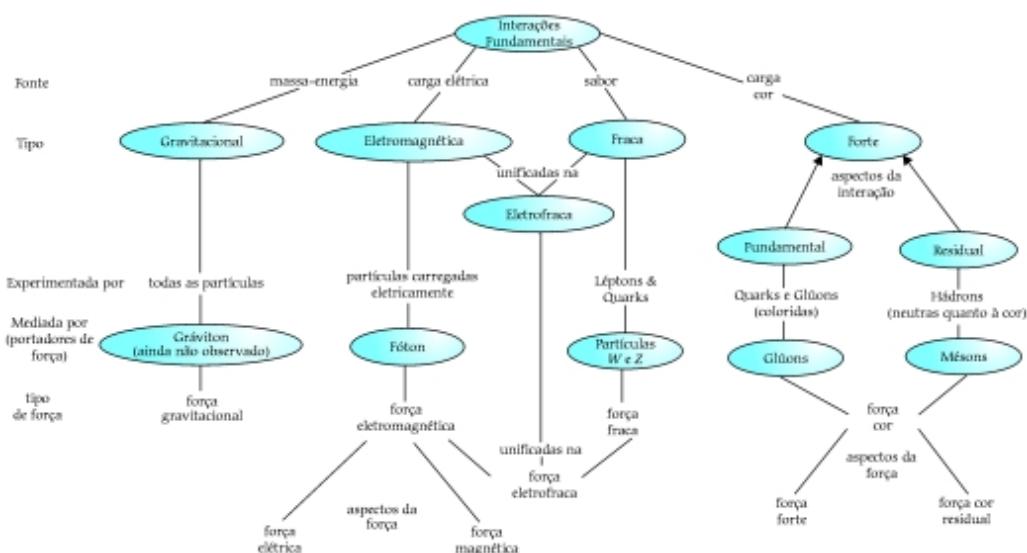 Interações
Fundamentais
Fonte
massa-energia
carga elétrica
sabor
carga
cor
Tipo
Gravitacional
Eletromagnética
Fraca
Forte
unificadas na
aspectos da
interação
Eletrofraca
Fundamental
Residual
Experimentada por
todas as partículas
partículas carregadas
eletricamente
Léptons &
Quarks
Quarks e Glúons
(coloridas)
Hádrons
(neutras quanto à cor)
Mediada por
(portadores de
força)
Gráviton
(ainda não observado)
Fóton
Partículas
W e Z
Glúons
Mésons
tipo
de força
força
gravitacional
força
eletromagnética
força
fraca
força
cor
unificadas na
força
eletrofraca
aspectos da
força
força
elétrica
aspectos da
força
força
magnética
força
forte
força cor
residual